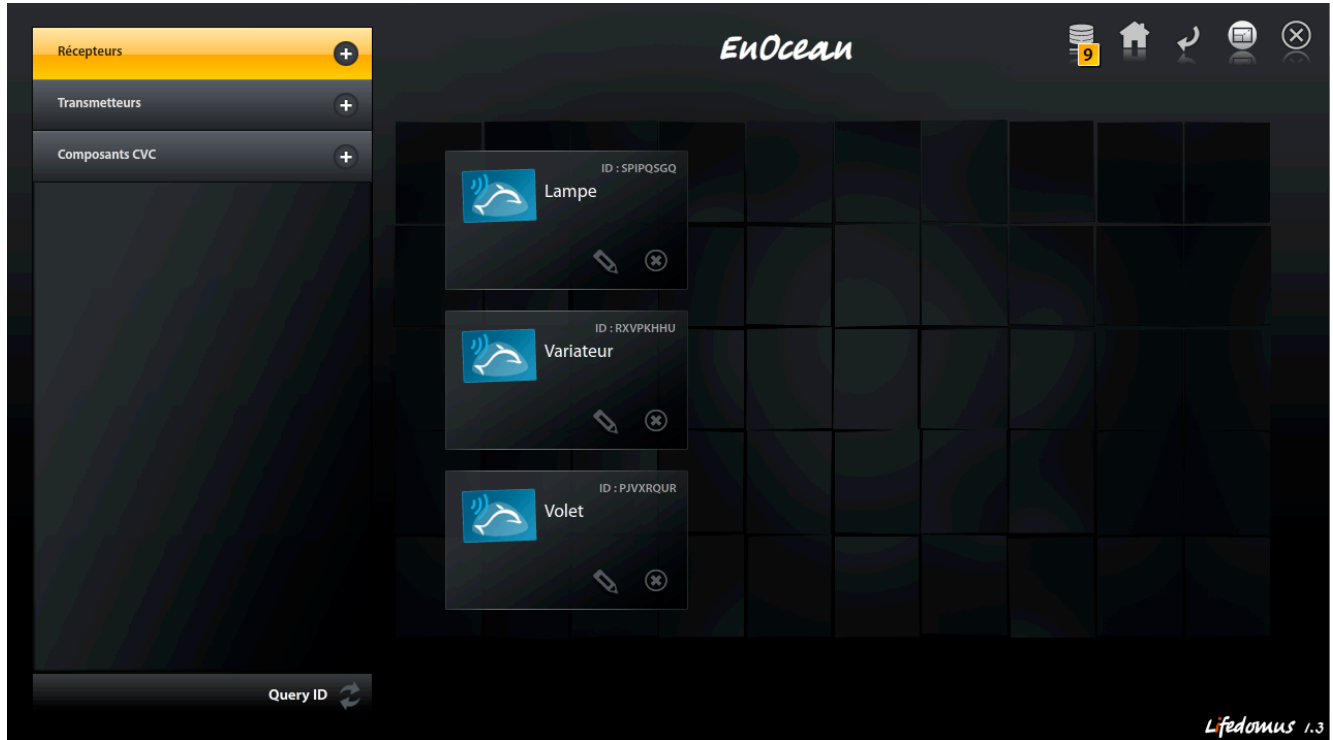 Récepteurs
Transmetteurs
Composants CVC
Query ID
EnOcean
9
ID : SPIPQSGQ
Lampe
ID : RXVPKHHU
Variateur
ID : PJVXRQUR
Volet
Lifedomus 1.3